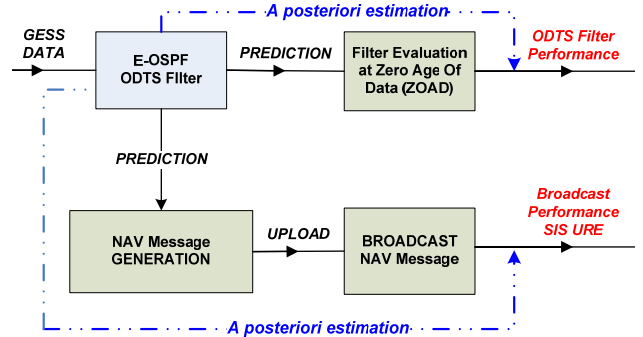 A posteriori estimation
GESS
DATA
E-OSPF
ODTS FIlter
PREDICTION
Filter Evaluation
at Zero Age Of
Data (ZOAD)
ODTS Filter
Performance
PREDICTION
NAV Message
GENERATION
UPLOAD
BROADCAST
NAV Message
Broadcast
Performance
SIS URE
A posteriori estimation